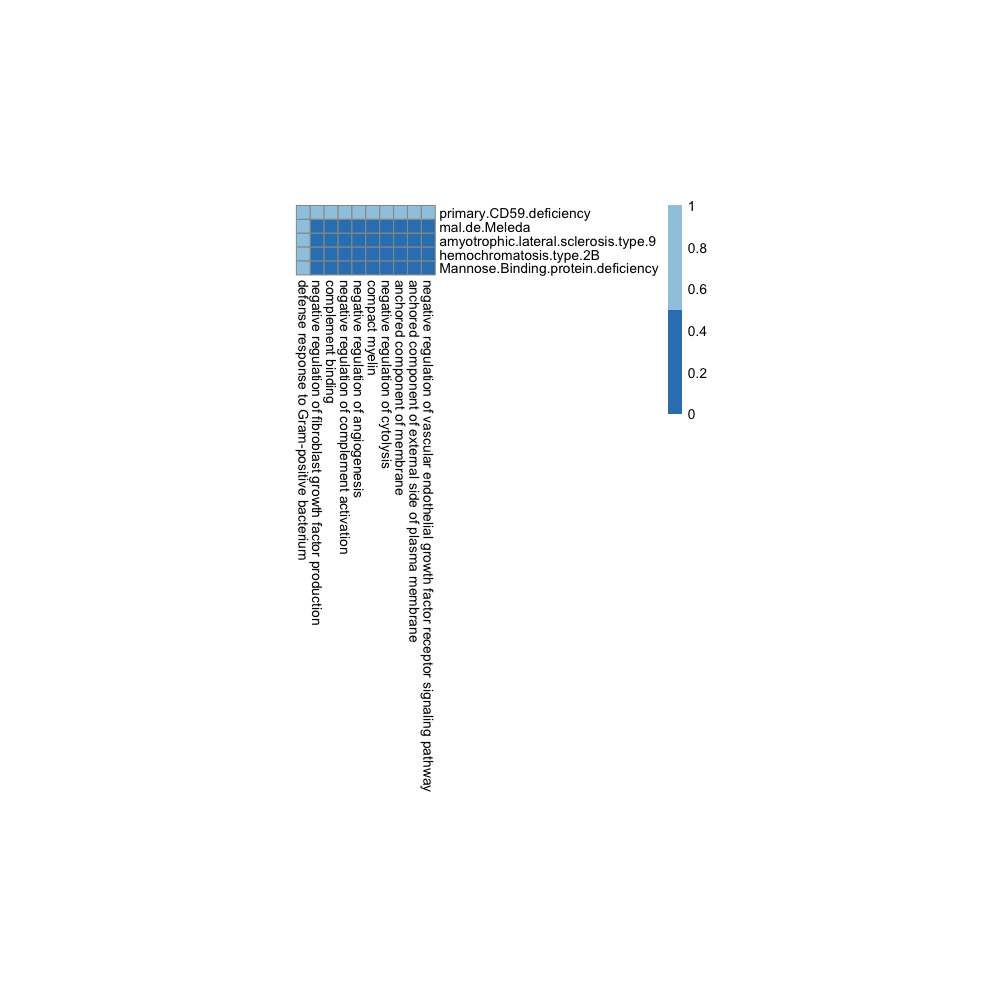 primary.CD59.deficiency
mal.de.Meleda
amyotrophic.lateral.sclerosis.type.9
hemochromatosis.type.2B
Mannose.Binding.protein.deficiency
1
0.8
0.6
0.4
0.2
0
defense response to Gram-positive bacterium
negative regulation of fibroblast growth factor production
complement binding
negative regulation of complement activation
negative regulation of angiogenesis
compact myelin
negative regulation of cytolysis
anchored component of membrane
anchored component of external side of plasma membrane
negative regulation of vascular endothelial growth factor receptor signaling pathway